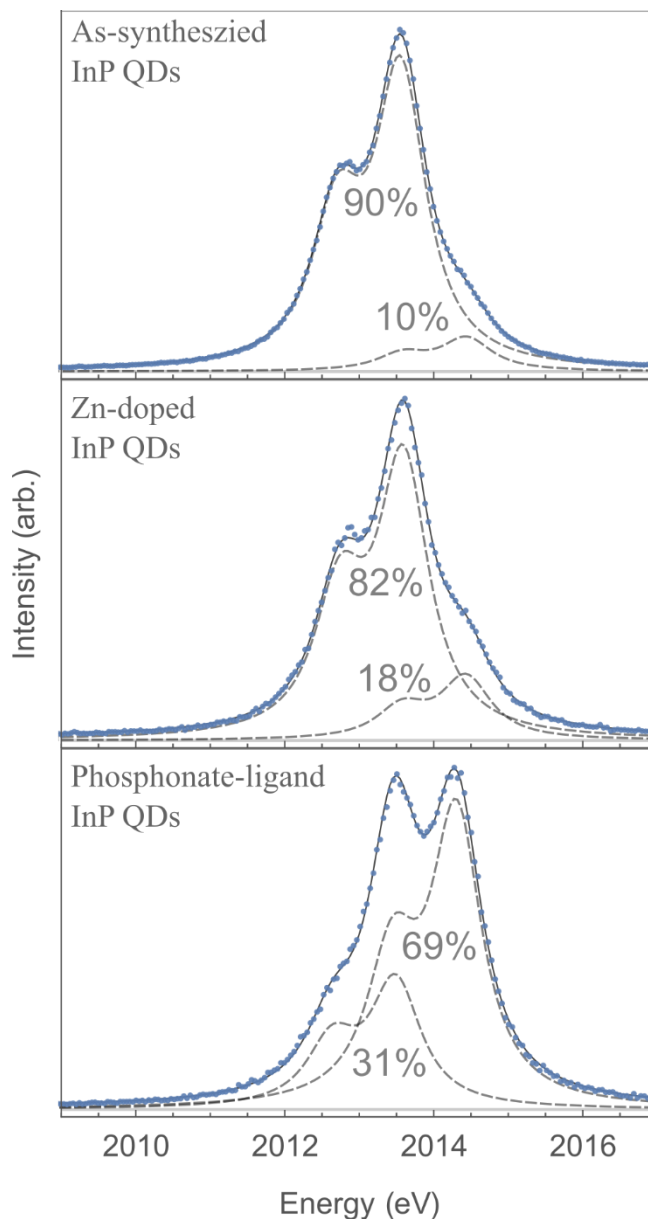 As-syntheszied
InP QDs
90%
10%
Zn-doped
InP QDs
82%
18%
Phosphonate-ligand
InP QDs
69%
31%
Intensity (arb.)
2010
2012
2014
2016
Energy (eV)